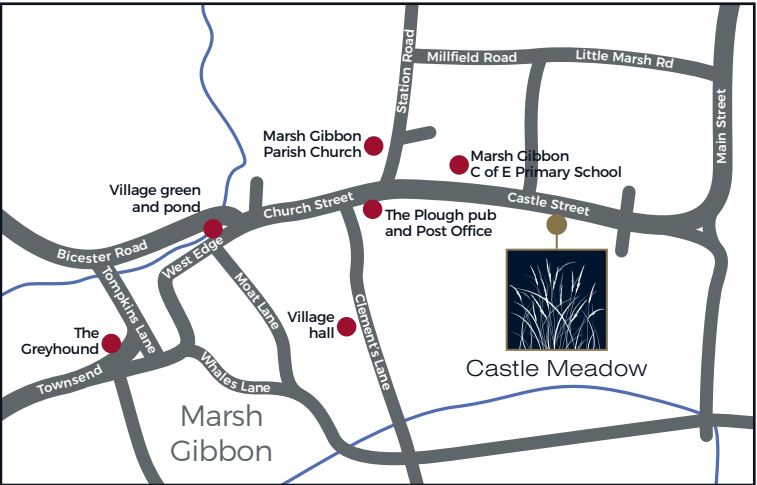 Station Road
Millfield Road
Little Marsh Rd
Main Street
Marsh Gibbon
Parish Church
Marsh Gibbon
C of E Primary School
Village green
and pond
Church Street
Castle Street
The Plough pub
and Post Office
Bicester Road
West Edge
Tompkins Lane
Moat Lane
Village
hall
Clement's Lane
The
Greyhound
Townsend
Whales Lane
Castle Meadow
Marsh
Gibbon